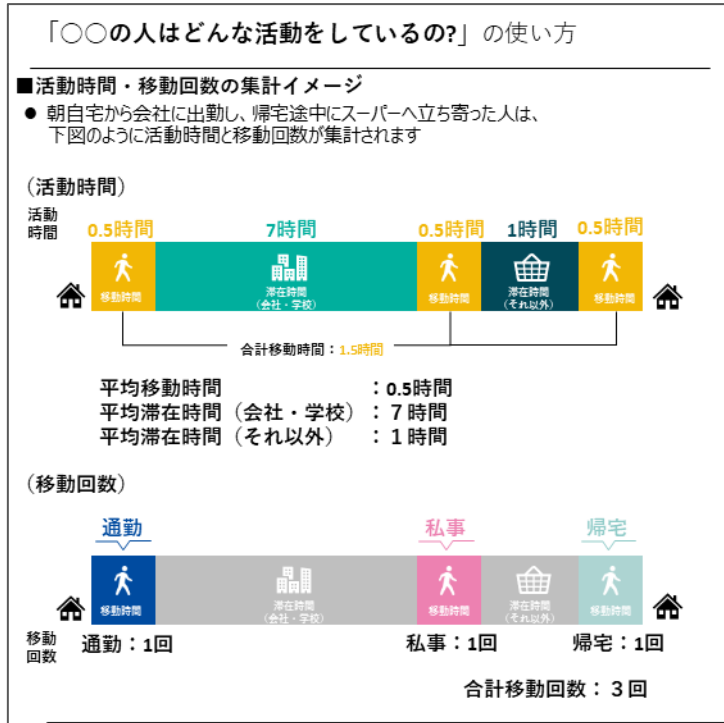 「○○の人はどんな活動をしているの?」の使い方
■活動時間・移動回数の集計イメージ
● 朝自宅から会社に出勤し、帰宅途中にスーパーへ立ち寄った人は、
下図のように活動時間と移動回数が集計されます
（活動時間）
活動
時間
0.5時間 7時間 0.5時間 1時間 0.5時間
移動時間 滞在時間 移動時間 滞在時間 移動時間
（会社・学校） （それ以外）
合計移動時間：1.5時間
平均移動時間 ：0.5時間
平均滞在時間（会社・学校）：７時間
平均滞在時間（それ以外） ：１時間
（移動回数）
通勤 私事 帰宅
移動時間 滞在時間 移動時間 滞在時間 移動時間
（会社・学校） （それ以外）
移動
回数
通勤：1回 私事：1回 帰宅：1回
合計移動回数：３回